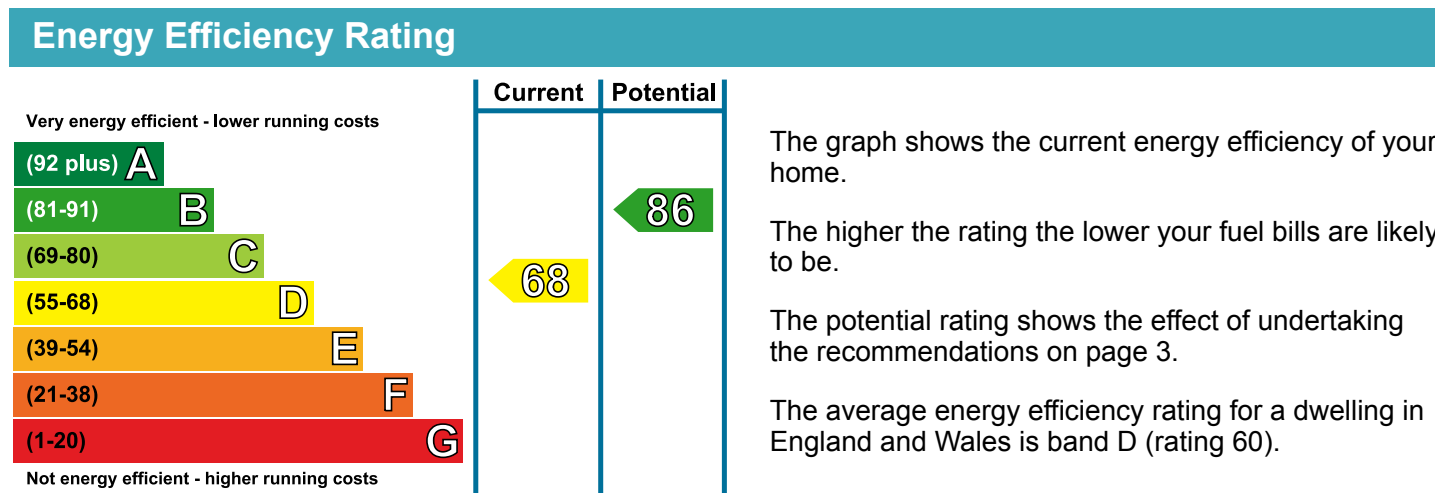 Energy Efficiency Rating
Current Potential
Very energy efficient - lower running costs
(92 plus) A
(81-91) B
86
(69-80) C
68
(55-68) D
(39-54) E
(21-38) F
(1-20) G
Not energy efficient - higher running costs
The graph shows the current energy efficiency of your
home.
The higher the rating the lower your fuel bills are likely
to be.
The potential rating shows the effect of undertaking
the recommendations on page 3.
The average energy efficiency rating for a dwelling in
England and Wales is band D (rating 60).